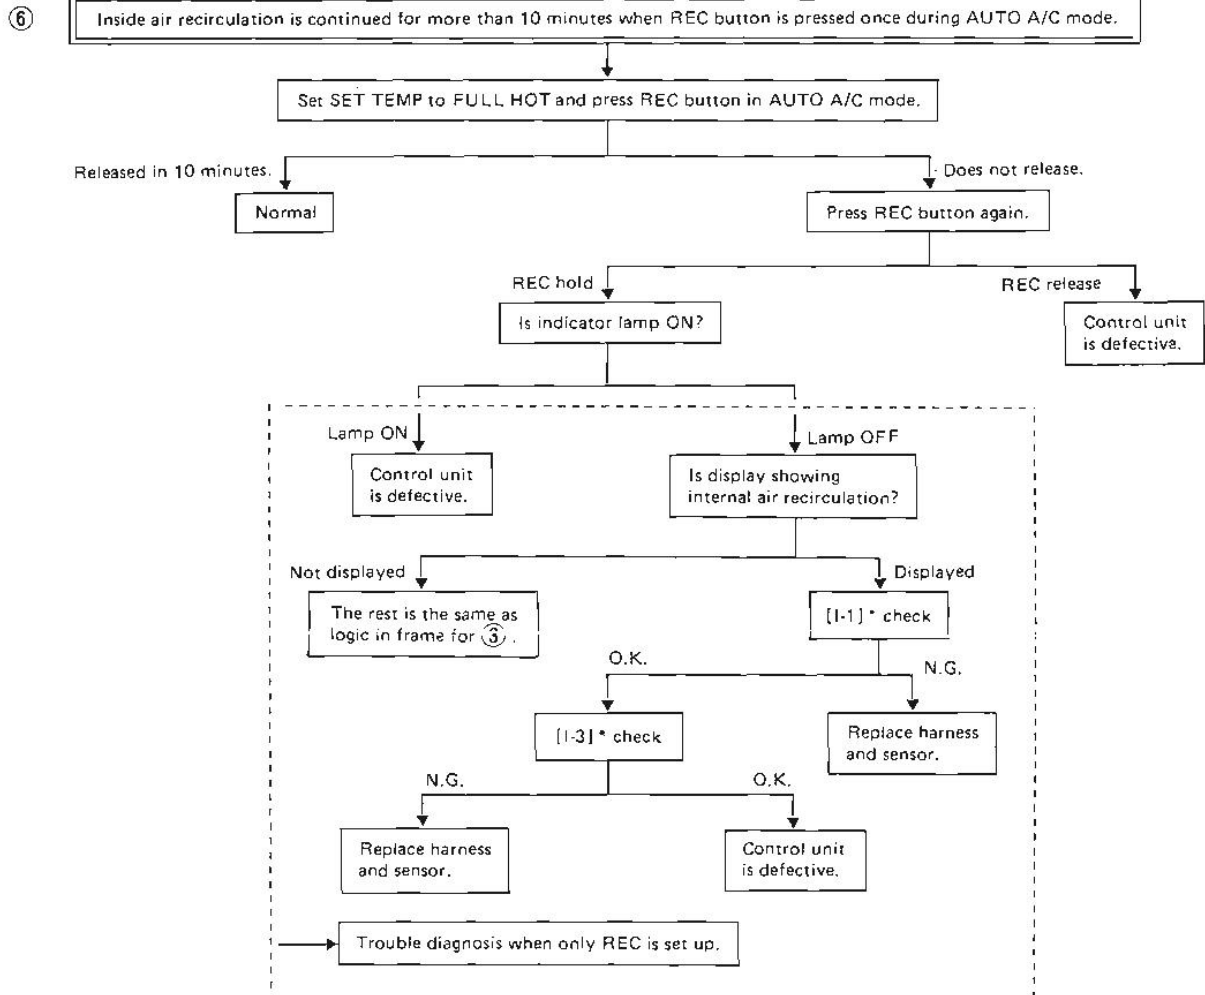 ⑥ Inside air recirculation is continued for more than 10 minutes when REC button is pressed once during AUTO A/C mode.
Set SET TEMP to FULL HOT and press REC button in AUTO A/C mode.
Released in 10 minutes.
Does not release.
Normal
Press REC button again.
REC hold
REC release
Is indicator lamp ON?
Control unit
is defective.
Lamp ON
Lamp OFF
Control unit
is defective.
Is display showing
internal air recirculation?
Not displayed
Displayed
The rest is the same as
logic in frame for ③.
[I-1]* check
O.K.
N.G.
[I-3]* check
Replace harness
and sensor.
N.G.
O.K.
Replace harness
and sensor.
Control unit
is defective.
Trouble diagnosis when only REC is set up.